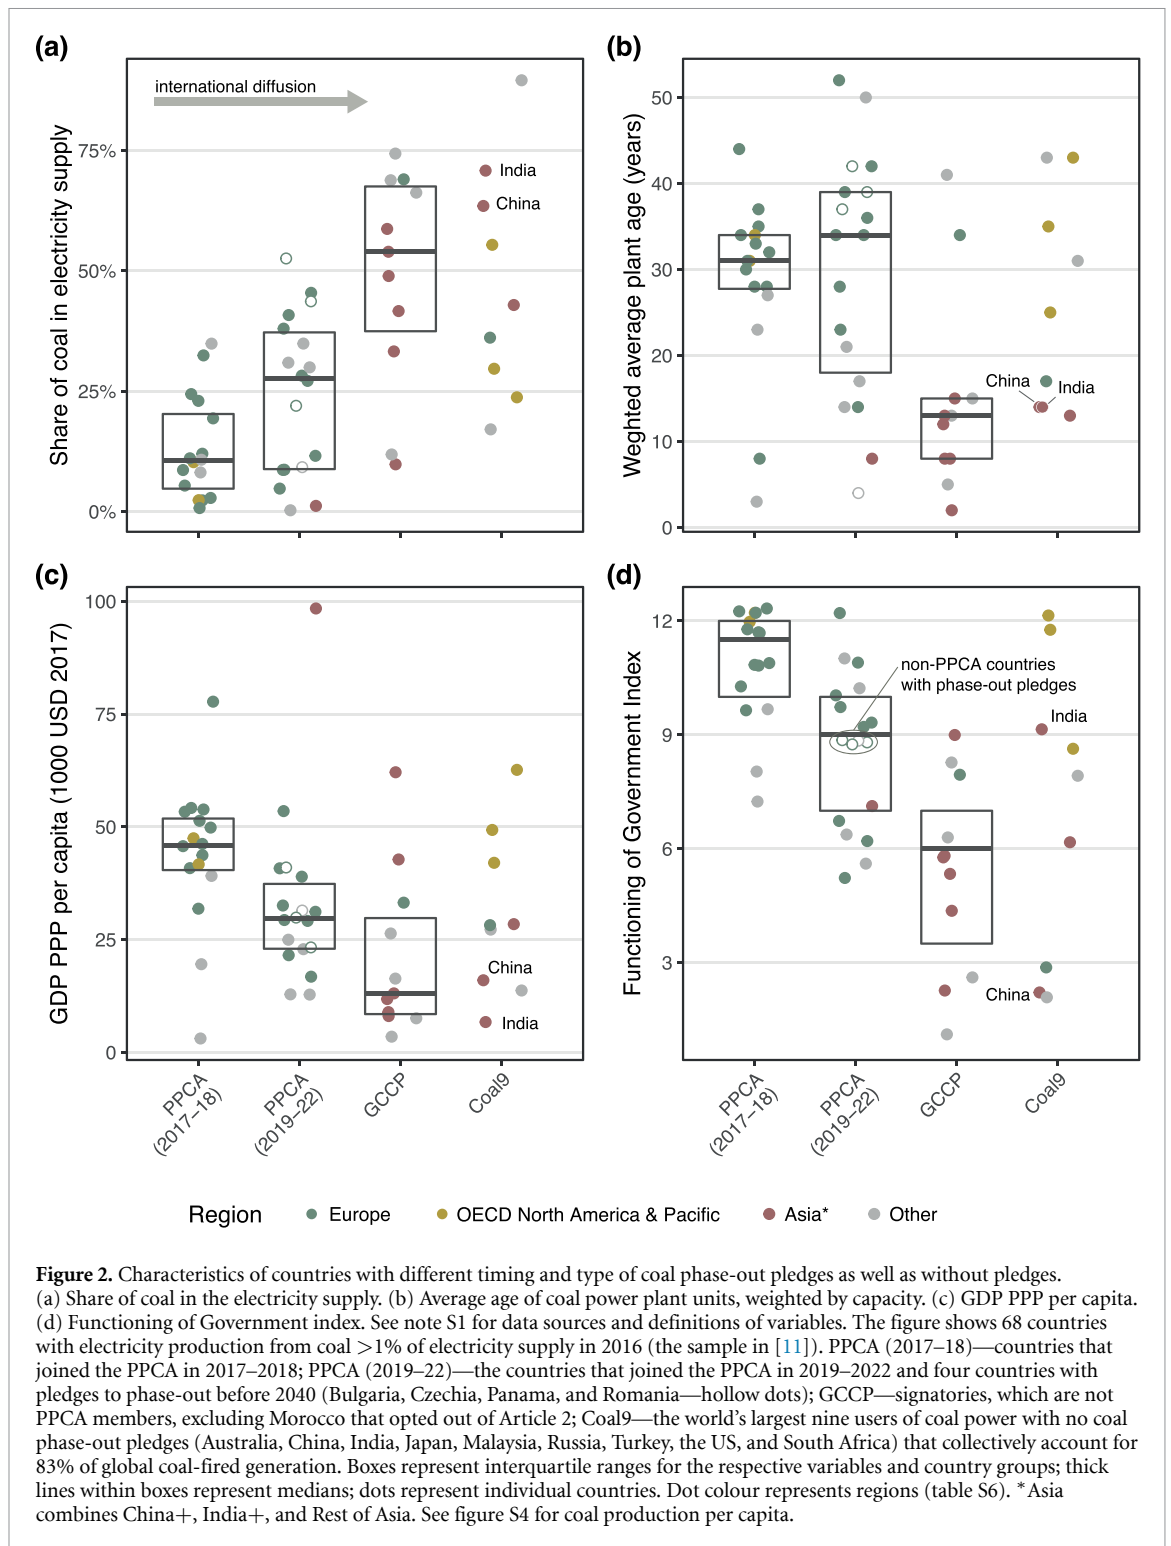 (a)
international diffusion
Share of coal in electricity supply
75%
50%
25%
0%
India
China
(b)
Weghted average plant age (years)
50
40
30
20
10
0
China
India
(c)
GDP PPP per capita (1000 USD 2017)
100
75
50
25
0
China
India
PPCA
(2017–18)
PPCA
(2019–22)
GCCP
Coal9
(d)
Functioning of Government Index
12
9
6
3
non-PPCA countries
with phase-out pledges
India
China
PPCA
(2017–18)
PPCA
(2019–22)
GCCP
Coal9
Region
Europe
OECD North America & Pacific
Asia*
Other
Figure 2. Characteristics of countries with different timing and type of coal phase-out pledges as well as without pledges.
(a) Share of coal in the electricity supply. (b) Average age of coal power plant units, weighted by capacity. (c) GDP PPP per capita.
(d) Functioning of Government index. See note S1 for data sources and definitions of variables. The figure shows 68 countries
with electricity production from coal >1% of electricity supply in 2016 (the sample in [11]). PPCA (2017–18)—countries that
joined the PPCA in 2017–2018; PPCA (2019–22)—the countries that joined the PPCA in 2019–2022 and four countries with
pledges to phase-out before 2040 (Bulgaria, Czechia, Panama, and Romania—hollow dots); GCCP—signatories, which are not
PPCA members, excluding Morocco that opted out of Article 2; Coal9—the world's largest nine users of coal power with no coal
phase-out pledges (Australia, China, India, Japan, Malaysia, Russia, Turkey, the US, and South Africa) that collectively account for
83% of global coal-fired generation. Boxes represent interquartile ranges for the respective variables and country groups; thick
lines within boxes represent medians; dots represent individual countries. Dot colour represents regions (table S6). *Asia
combines China+, India+, and Rest of Asia. See figure S4 for coal production per capita.